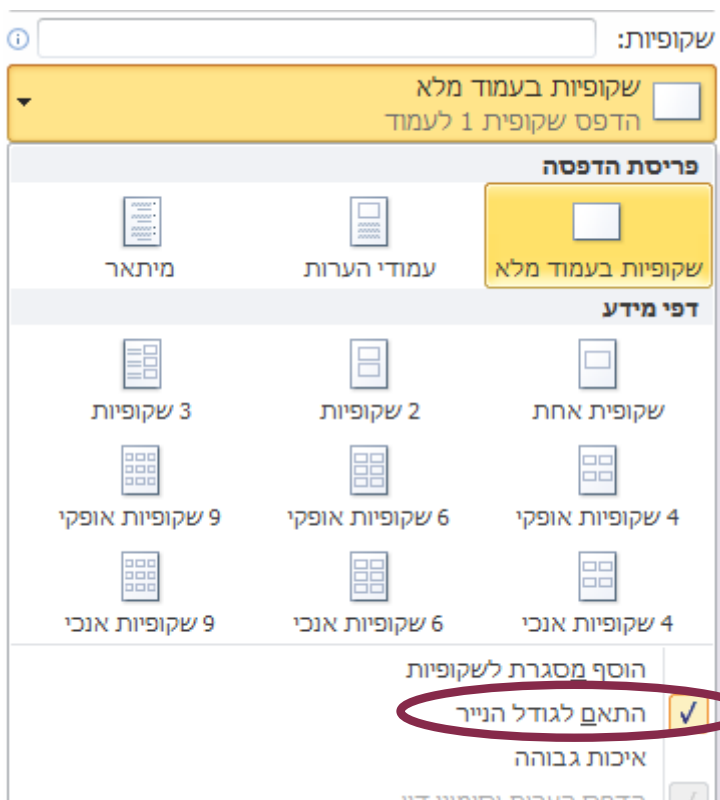 שקופיות:
שקופיות בעמוד מלא
הדפס שקופית 1 לעמוד
פריסת הדפסה
שקופיות בעמוד מלא עמודי הערות מיתאר
דפי מידע
שקופית אחת 2 שקופיות 3 שקופיות
4 שקופיות אופקי 6 שקופיות אופקי 9 שקופיות אופקי
4 שקופיות אנכי 6 שקופיות אנכי 9 שקופיות אנכי
הוסף מסגרת לשקופיות
התאם לגודל הנייר
איכות גבוהה